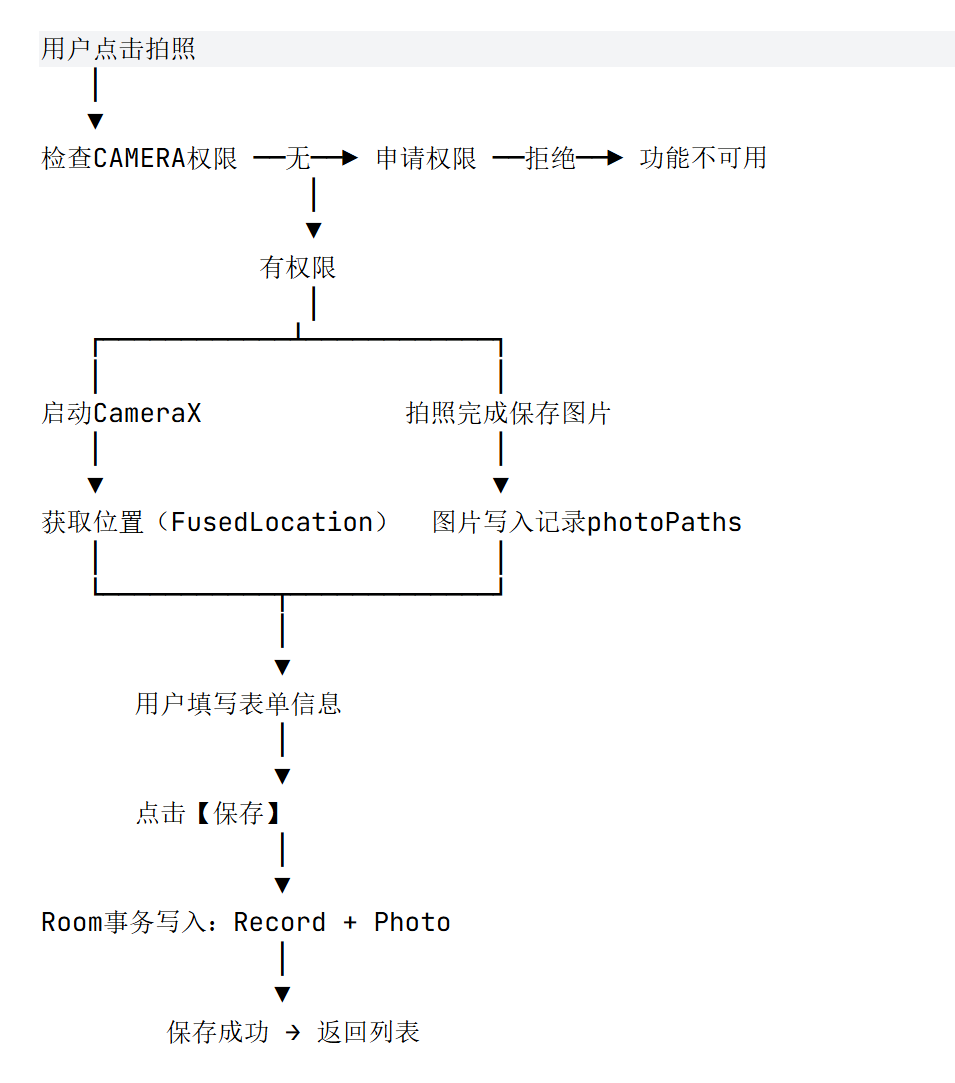 用户点击拍照
检查CAMERA权限 无 申请权限 拒绝 功能不可用
有权限
启动CameraX 拍照完成保存图片
获取位置（FusedLocation） 图片写入记录photoPaths
用户填写表单信息
点击【保存】
Room事务写入：Record + Photo
保存成功 → 返回列表